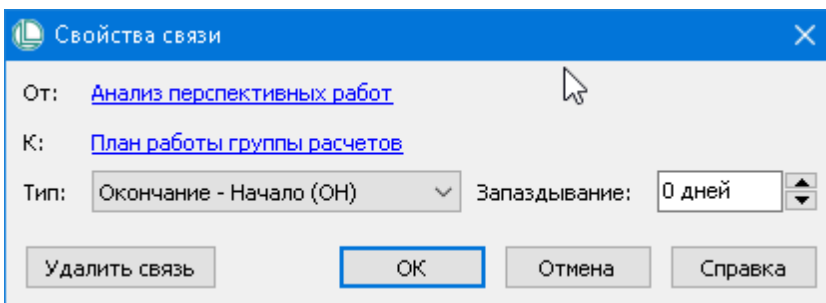 Свойства связи
От: Анализ перспективных работ
К: План работы группы расчетов
Тип: Окончание - Начало (ОН) Запаздывание: 0 дней
Удалить связь ОК Отмена Справка